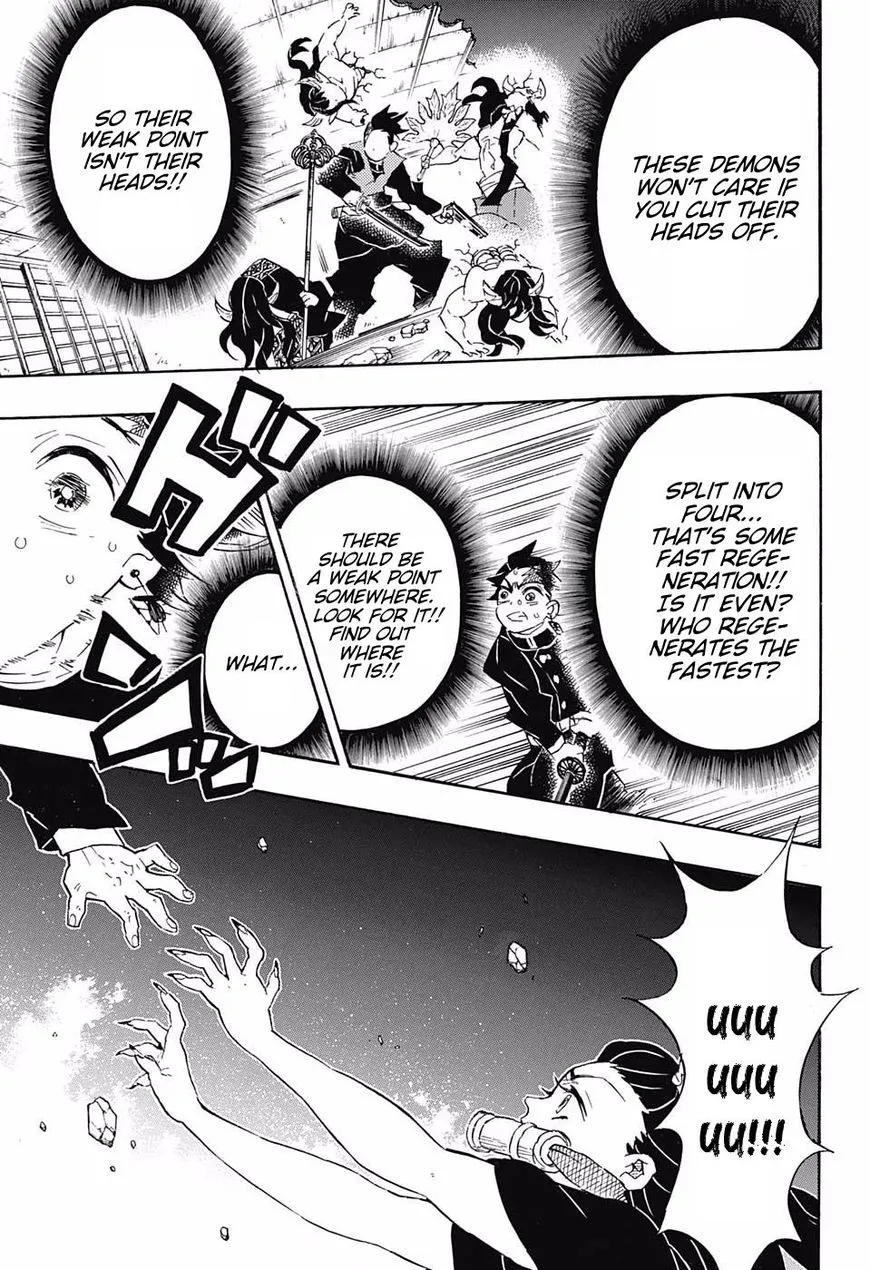 THESE DEMONS
WON'T CARE IF
YOU CUT THEIR
HEADS OFF.
SO THEIR
WEAK POINT
ISN'T THEIR
HEADS!!
SPLIT INTO
FOUR...
THAT'S SOME
FAST REGE-
NERATION!!
IS IT EVEN?
WHO REGE-
NERATES THE
FASTEST?
THERE
SHOULD BE
A WEAK POINT
SOMEWHERE.
LOOK FOR IT!!
FIND OUT
WHERE
IT IS!!
WHAT...
UUU
UUU
UU!!!